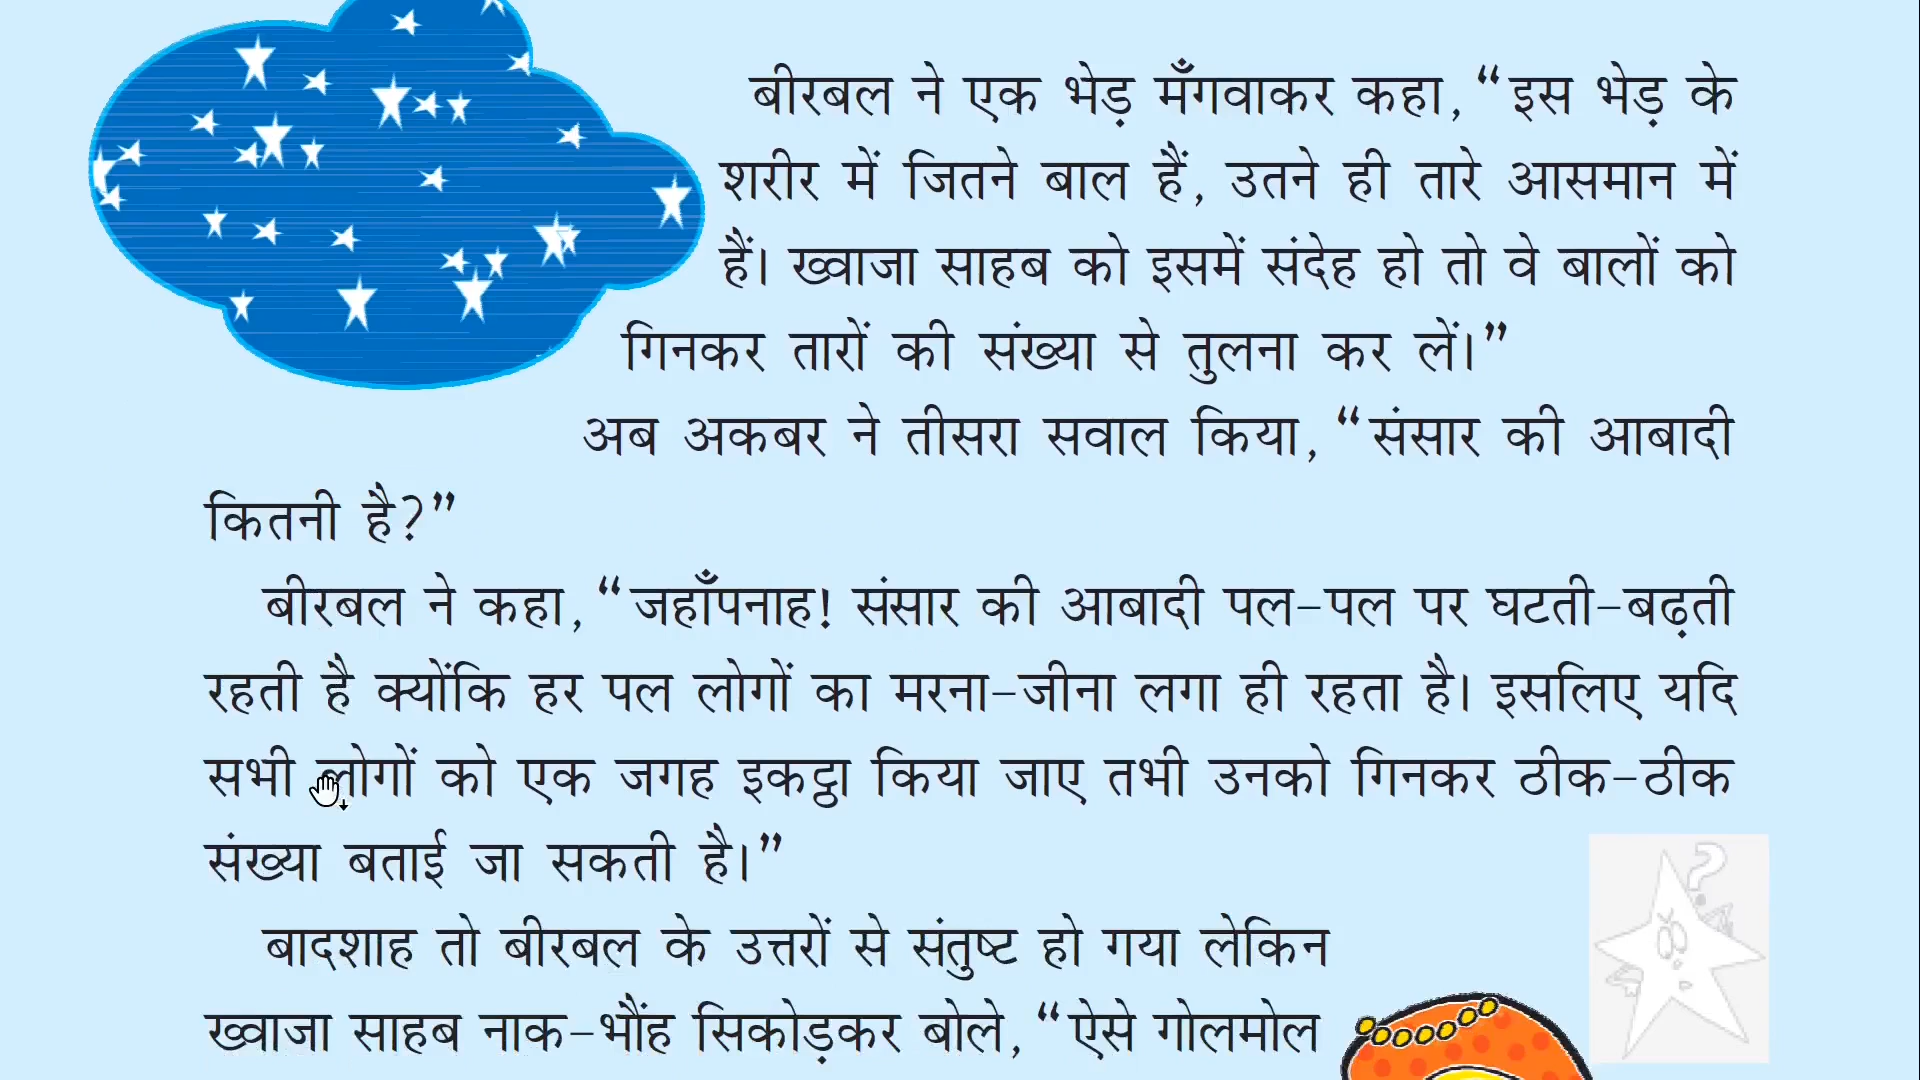 बीरबल ने एक भेड़ मँगवाकर कहा, “इस भेड़ के
शरीर में जितने बाल हैं, उतने ही तारे आसमान में
हैं। ख्वाजा साहब को इसमें संदेह हो तो वे बालों को
गिनकर तारों की संख्या से तुलना कर लें।”
अब अकबर ने तीसरा सवाल किया, “संसार की आबादी
कितनी है?”
बीरबल ने कहा, “जहाँपनाह! संसार की आबादी पल-पल पर घटती-बढ़ती
रहती है क्योंकि हर पल लोगों का मरना-जीना लगा ही रहता है। इसलिए यदि
सभी लोगों को एक जगह इकट्ठा किया जाए तभी उनको गिनकर ठीक-ठीक
संख्या बताई जा सकती है।”
बादशाह तो बीरबल के उत्तरों से संतुष्ट हो गया लेकिन
ख्वाजा साहब नाक-भौंह सिकोड़कर बोले, “ऐसे गोलमोल
?